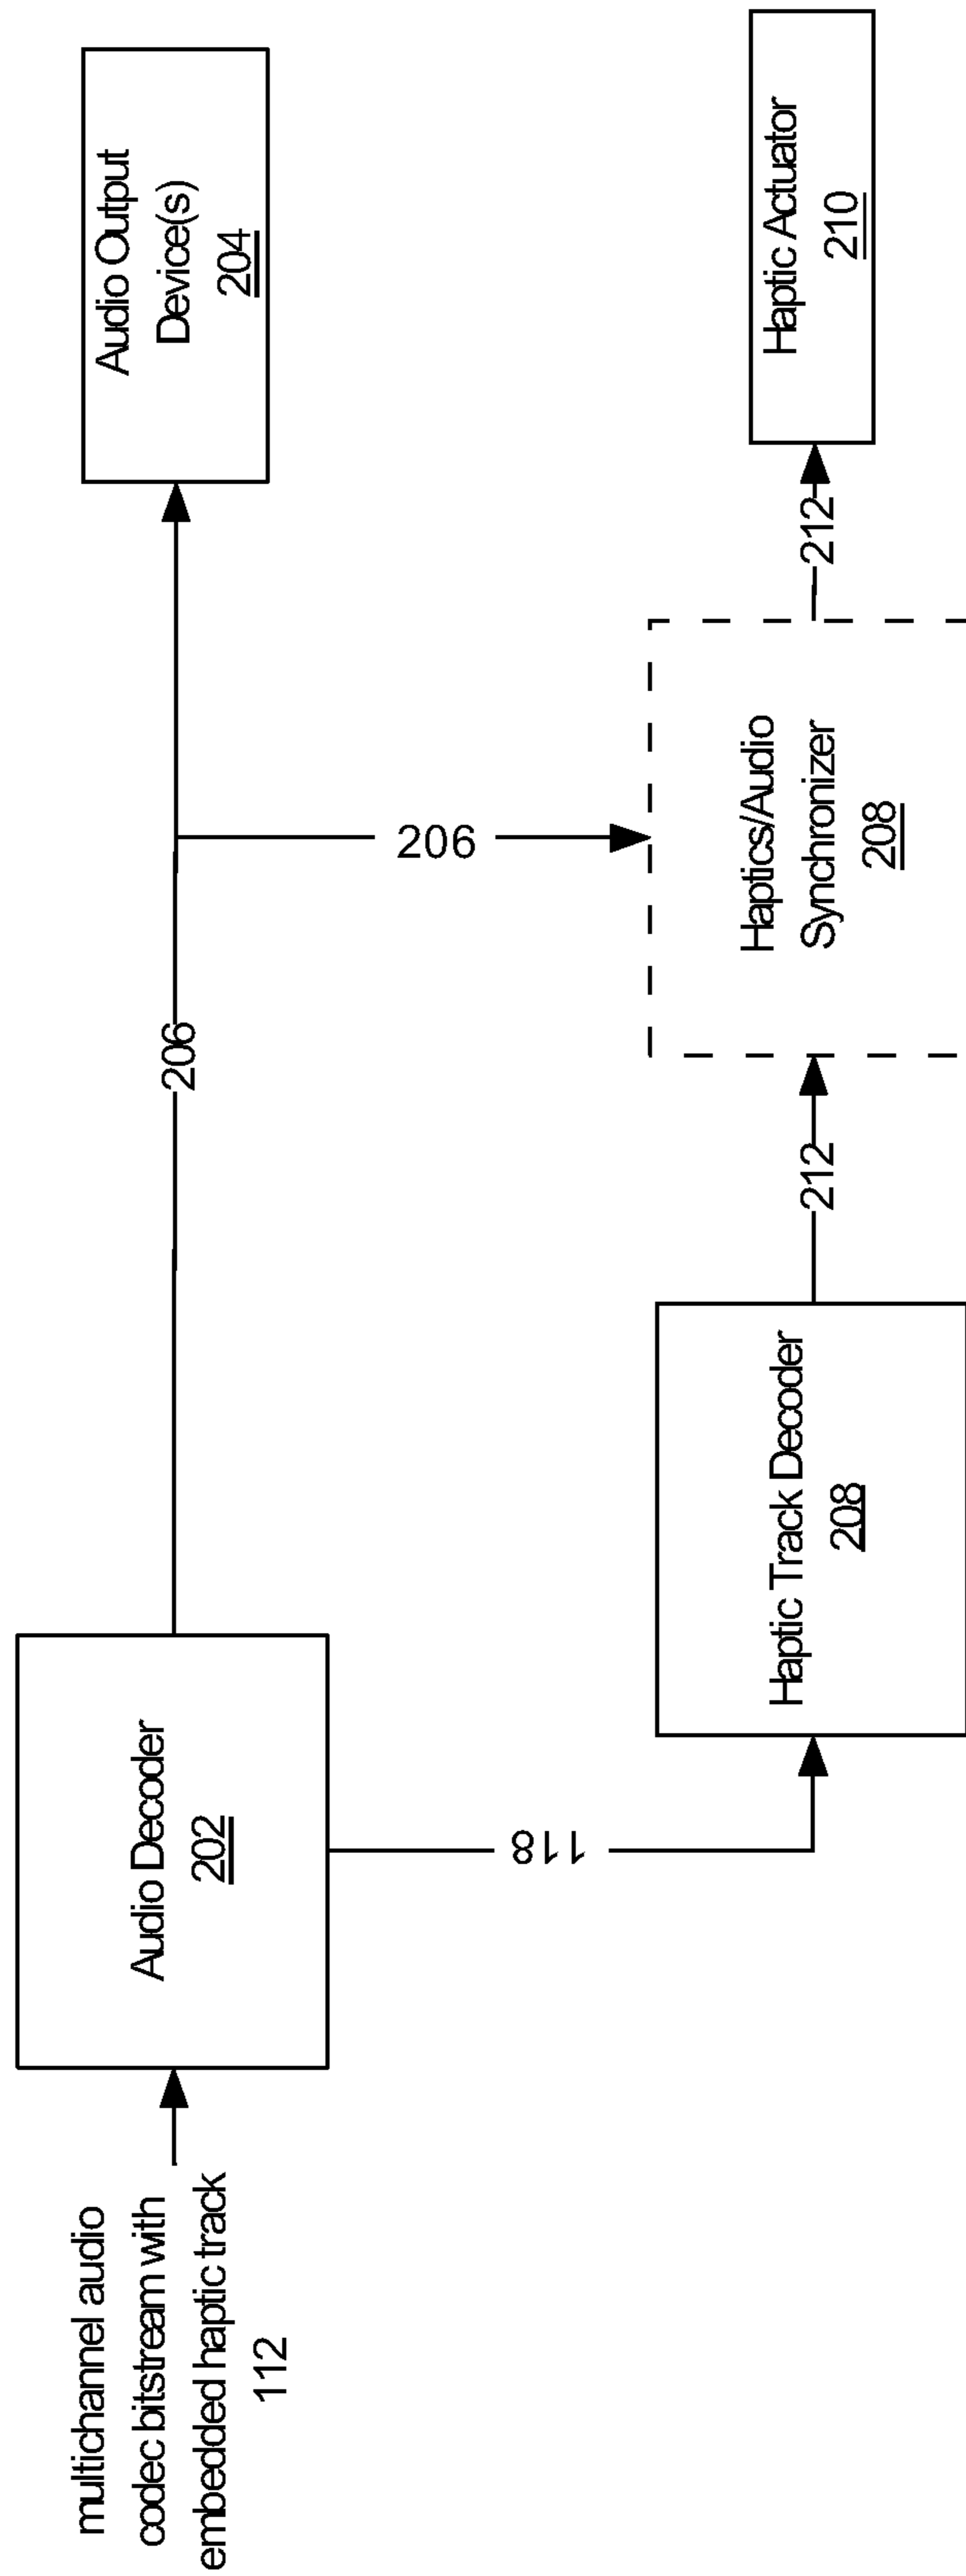 multichannel audio
codec bitstream with
embedded haptic track
112
Audio Decoder
202
206
Audio Output
Device(s)
204
118
206
Haptic Track Decoder
208
212
Haptics/Audio
Synchronizer
208
212
Haptic Actuator
210